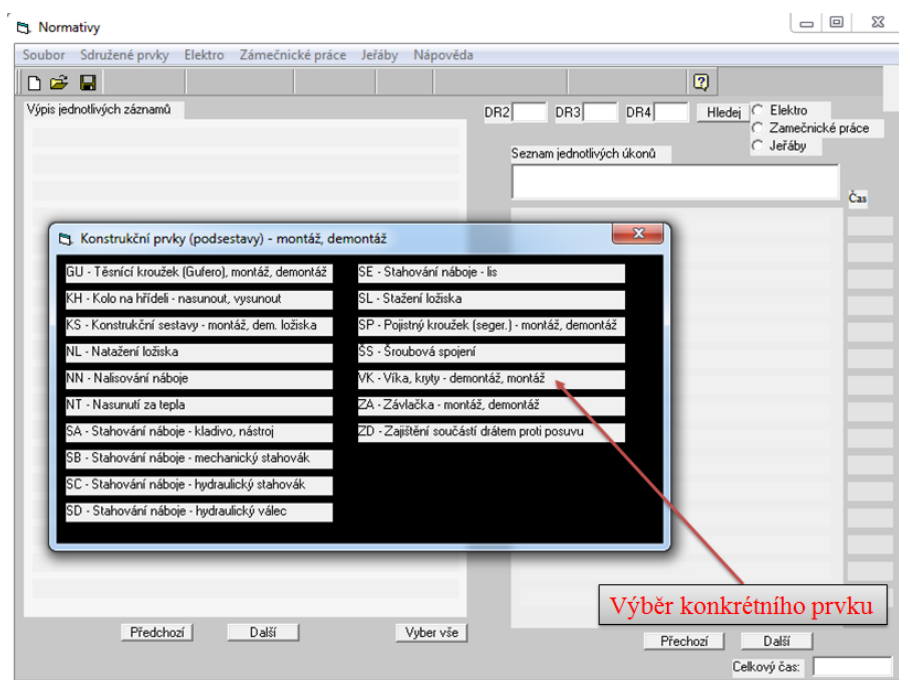 Normativy
Soubor Sdružené prvky Elektro Zámečnické práce Jeřáby Nápověda
Výpis jednotlivých záznamů
DR2 DR3 DR4 Hledej
Elektro
Zamečnické práce
Jeřáby
Seznam jednotlivých úkonů
Čas
Konstrukční prvky (podsestavy) - montáž, demontáž
GU - Těsnící kroužek (Gufero), montáž, demontáž
KH - Kolo na hřídeli - nasunout, vysunout
KS - Konstrukční sestavy - montáž, dem. ložiska
NL - Natažení ložiska
NN - Nalisování náboje
NT - Nasunutí za tepla
SA - Stahování náboje - kladivo, nástroj
SB - Stahování náboje - mechanický stahovák
SC - Stahování náboje - hydraulický stahovák
SD - Stahování náboje - hydraulický válec
SE - Stahování náboje - lis
SL - Stažení ložiska
SP - Pojistný kroužek (seger.) - montáž, demontáž
ŠS - Šroubová spojení
VK - Víka, kryty - demontáž, montáž
ZA - Závlačka - montáž, demontáž
ZD - Zajištění součástí drátem proti posuvu
Výběr konkrétního prvku
Předchozí Další Vyber vše
Přechozí Další
Celkový čas: